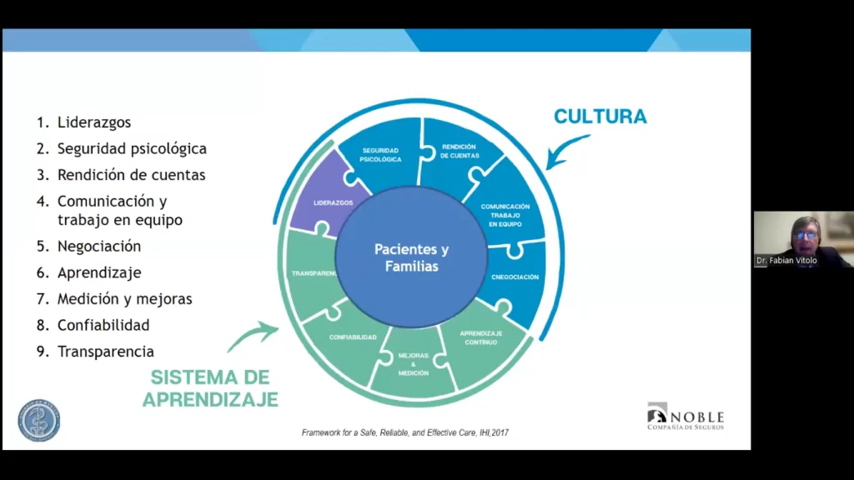 1. Liderazgos
2. Seguridad psicológica
3. Rendición de cuentas
4. Comunicación y
trabajo en equipo
5. Negociación
6. Aprendizaje
7. Medición y mejoras
8. Confiabilidad
9. Transparencia
CULTURA
SEGURIDAD
PSICOLÓGICA
RENDICIÓN
DE CUENTAS
LIDERAZGOS
COMUNICACIÓN
TRABAJO
EN EQUIPO
Pacientes y
Familias
TRANSPARENC
CNEGOCIACIÓN
CONFIABILIDAD
MEJORAS
&
MEDICIÓN
APRENDIZAJE
CONTÍNUO
SISTEMA DE
APRENDIZAJE
Framework for a Safe, Reliable, and Effective Care, IHI,2017
NOBLE
COMPAÑÍA DE SEGUROS
Dr. Fabian Vitolo